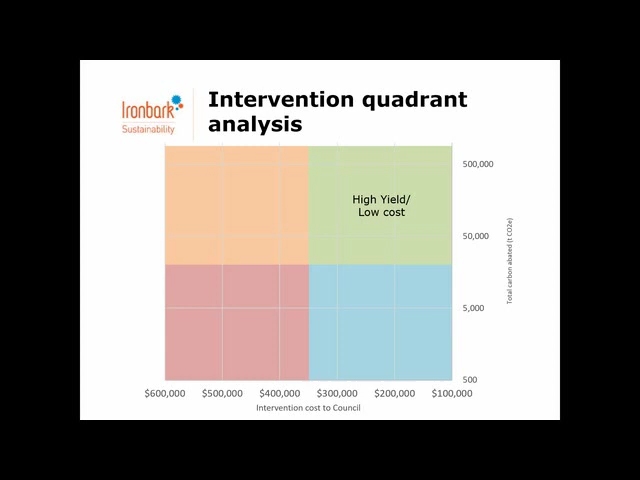 Ironbark
Sustainability
Intervention quadrant
analysis
High Yield/
Low cost
500,000
50,000
5,000
500
Total carbon abated (t CO2e)
$600,000 $500,000 $400,000 $300,000 $200,000 $100,000
Intervention cost to Council